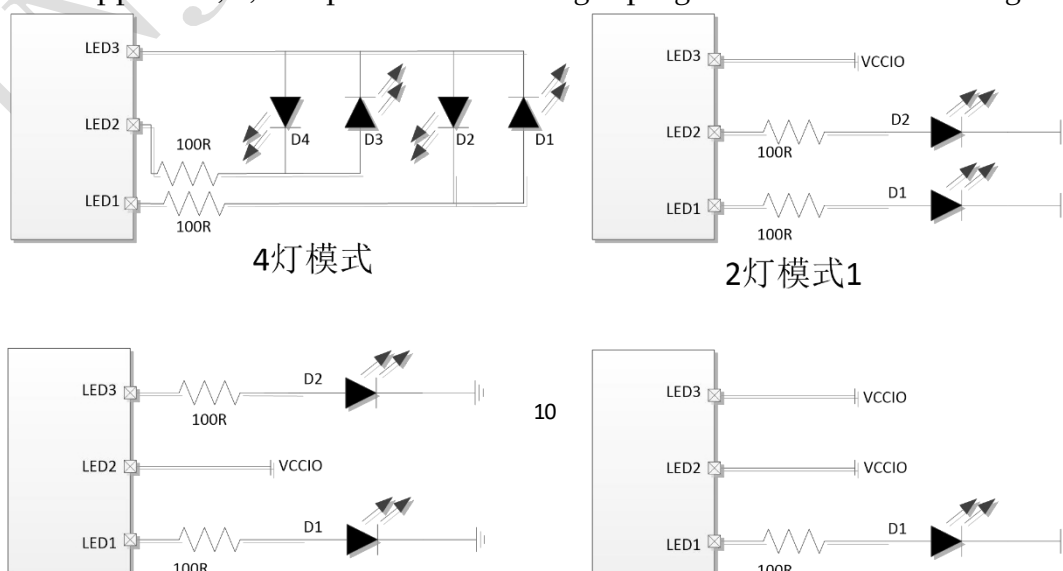 LED3
LED2
100R
D4
D3
D2
D1
LED1
100R
4灯模式
LED3
VCCIO
LED2
D2
100R
LED1
D1
100R
2灯模式1
LED3
D2
100R
10
LED2
VCCIO
LED1
D1
100R
LED3
VCCIO
LED2
VCCIO
LED1
D1
100R